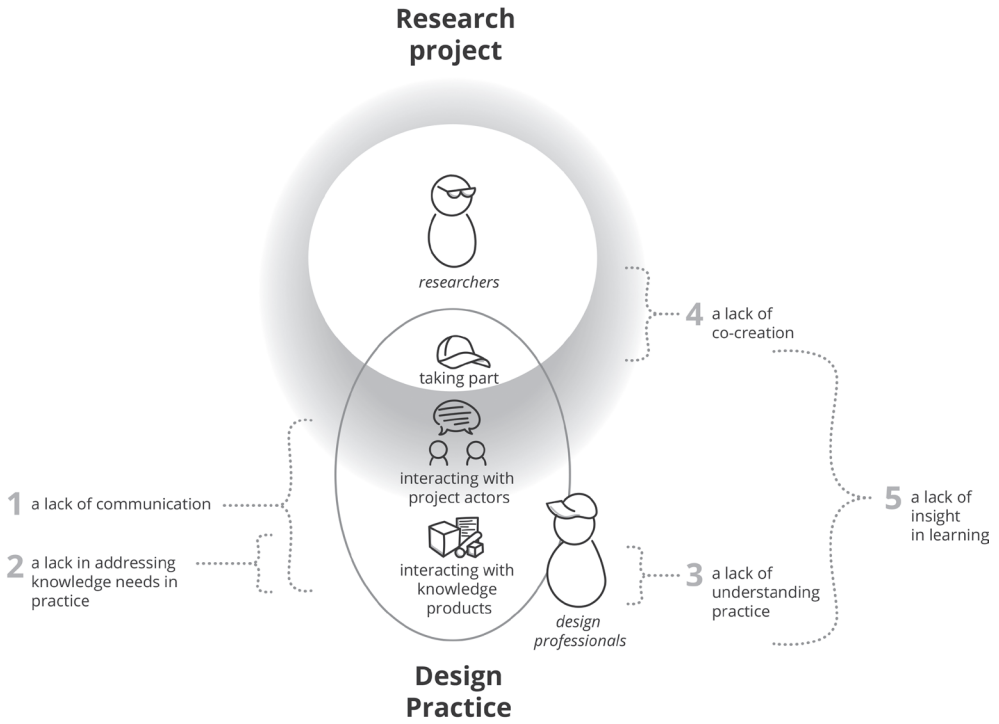 Research
project
researchers
4 a lack of
co-creation
taking part
interacting with
project actors
1 a lack of communication
5 a lack of
insight
in learning
2 a lack in addressing
knowledge needs in
practice
interacting with
knowledge
products
3 a lack of
understanding
practice
design
professionals
Design
Practice